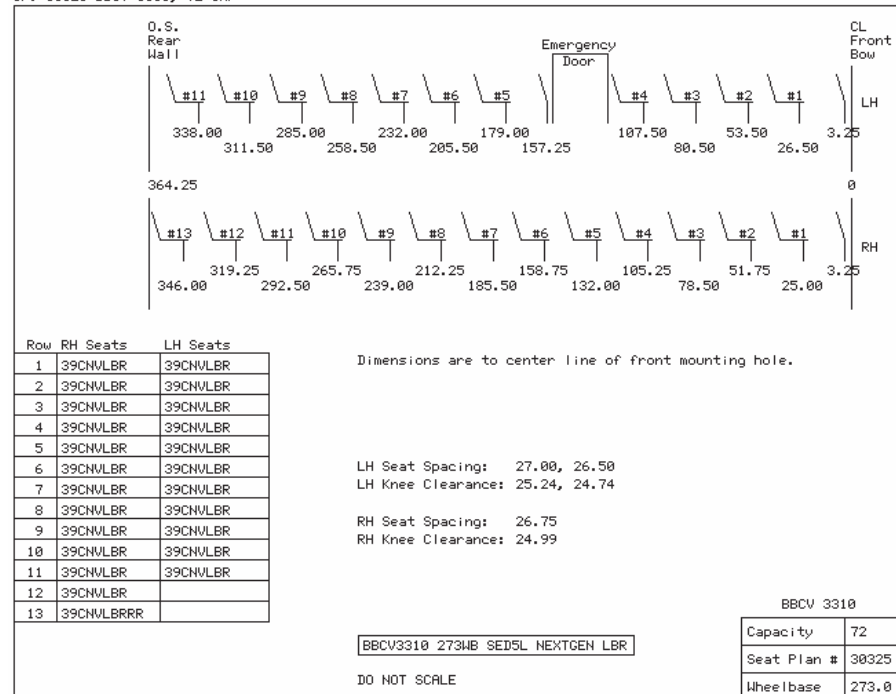 O.S.
Rear
Wall
Emergency
Door
CL
Front
Bow
#11 #10 #9 #8 #7 #6 #5 #4 #3 #2 #1 LH
338.00 285.00 232.00 179.00 107.50 53.50 3.25
311.50 258.50 205.50 157.25 80.50 26.50
364.25 0
#13 #12 #11 #10 #9 #8 #7 #6 #5 #4 #3 #2 #1 RH
319.25 265.75 212.25 158.75 105.25 51.75 3.25
346.00 292.50 239.00 185.50 132.00 78.50 25.00
Row RH Seats LH Seats
1 39CNVLBR 39CNVLBR
2 39CNVLBR 39CNVLBR
3 39CNVLBR 39CNVLBR
4 39CNVLBR 39CNVLBR
5 39CNVLBR 39CNVLBR
6 39CNVLBR 39CNVLBR
7 39CNVLBR 39CNVLBR
8 39CNVLBR 39CNVLBR
9 39CNVLBR 39CNVLBR
10 39CNVLBR 39CNVLBR
11 39CNVLBR 39CNVLBR
12 39CNVLBR
13 39CNVLBRRR
Dimensions are to center line of front mounting hole.
LH Seat Spacing: 27.00, 26.50
LH Knee Clearance: 25.24, 24.74
RH Seat Spacing: 26.75
RH Knee Clearance: 24.99
BBCV3310 273WB SED5L NEXTGEN LBR
DO NOT SCALE
BBCV 3310
Capacity 72
Seat Plan # 30325
Wheelbase 273.0